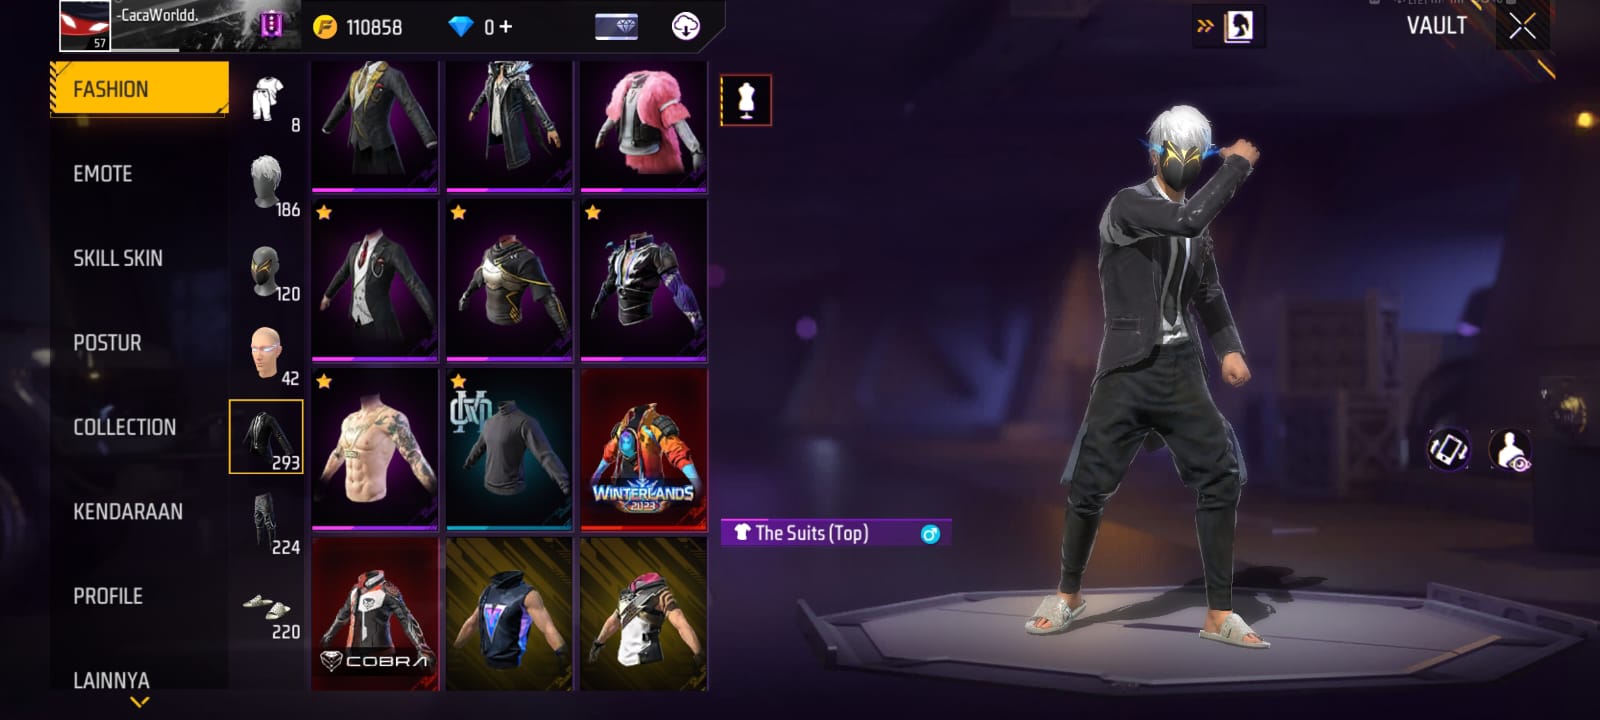 -CacaWorldd.
57
110858
0 +
VAULT
FASHION
8
EMOTE
186
SKILL SKIN
120
POSTUR
42
COLLECTION
293
KENDARAAN
224
PROFILE
220
LAINNYA
WINTERLANDS
2023
COBRA
The Suits (Top)